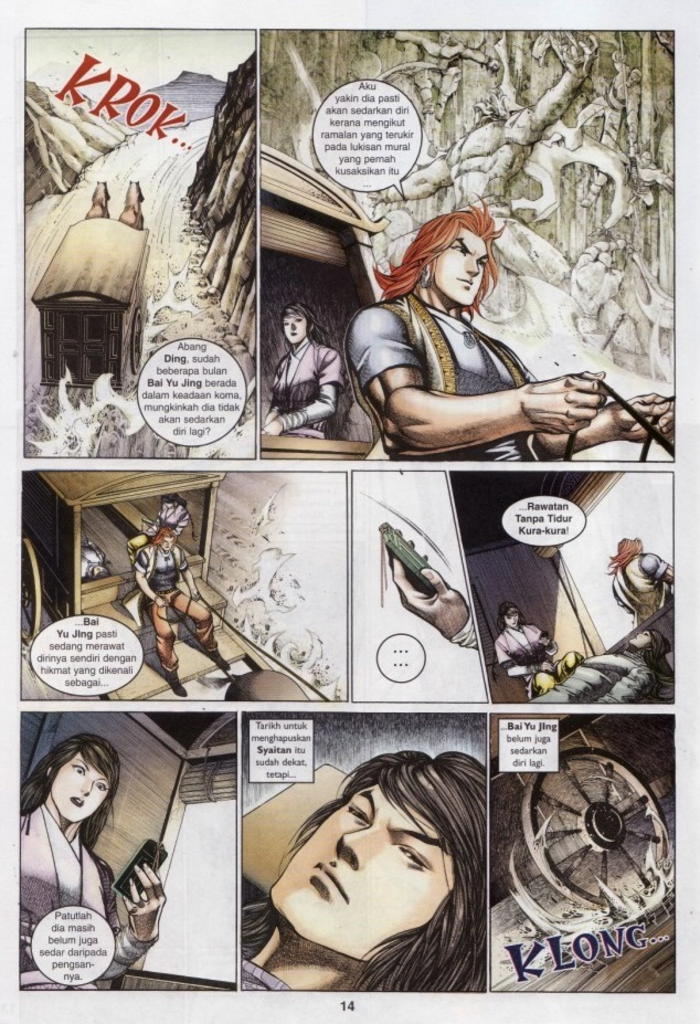 KROK...
Abang
Ding, sudah
beberapa bulan
Bai Yu Jing berada
dalam keadaan koma,
mungkinkah dia tidak
akan sedarkan
diri lagi?
Aku
yakin dia pasti
akan sedarkan diri
kerana mengikut
ramalan yang terukir
pada lukisan mural
yang pernah
kusaksikan itu
...
...Bai
Yu JIng pasti
sedang merawat
dirinya sendiri dengan
hikmat yang dikenali
sebagai...
...
...
...Rawatan
Tanpa Tidur
Kura-kura!
Patutlah
dia masih
belum juga
sedar daripada
pengsan-
nya.
Tarikh untuk
menghapuskan
Syaitan itu
sudah dekat,
tetapi...
...Bai Yu JIng
belum juga
sedarkan
diri lagi.
KLONG...
14